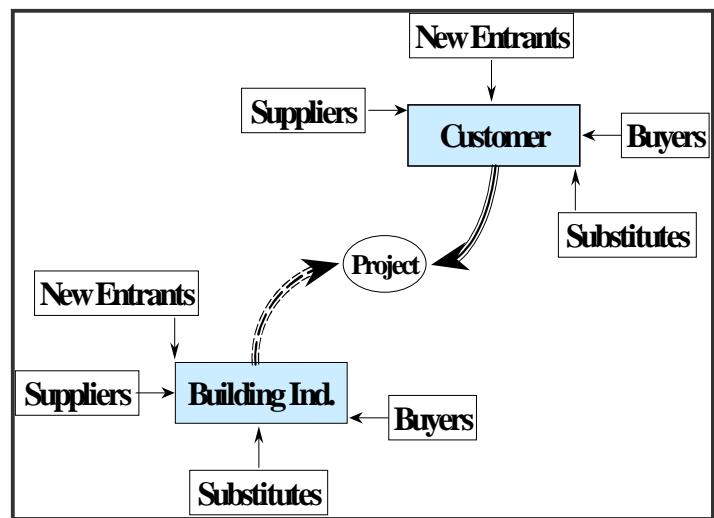 New Entrants
Suppliers
Customer
Buyers
Substitutes
Project
New Entrants
Suppliers
Building Ind.
Buyers
Substitutes